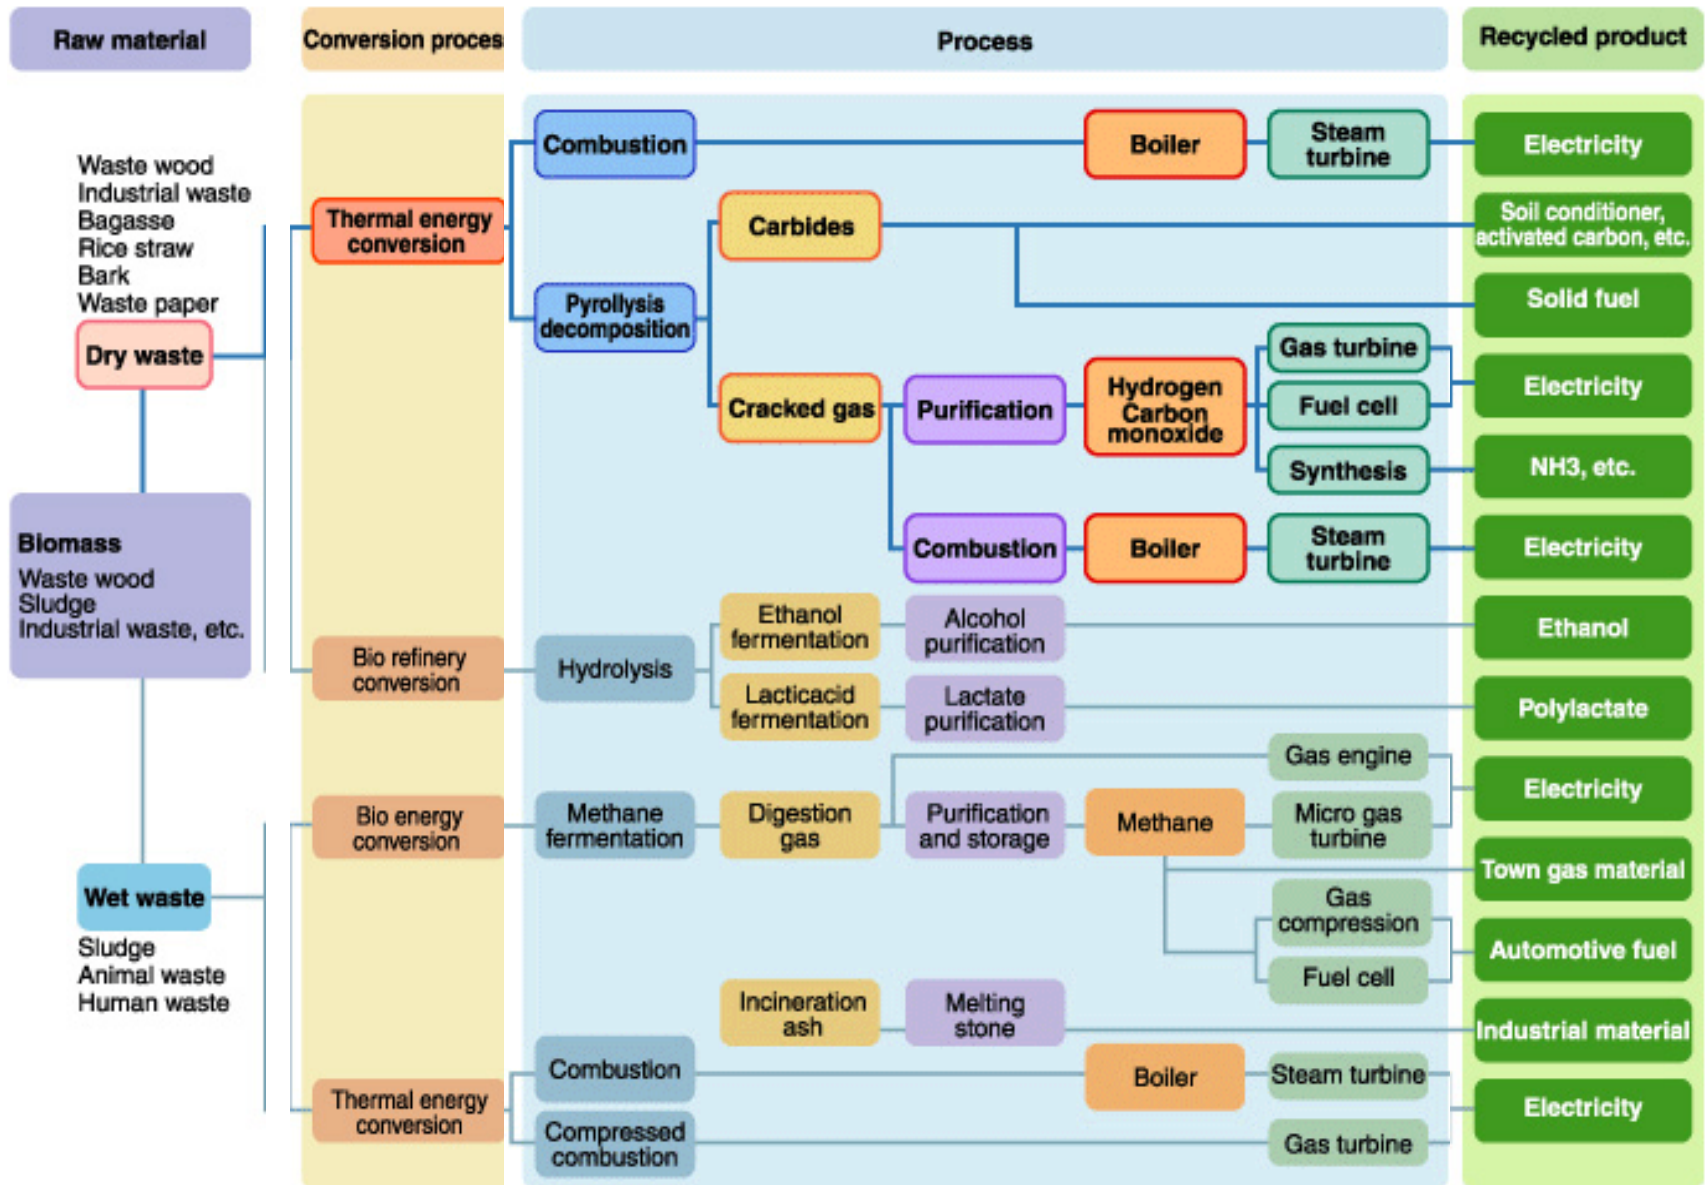 Raw material
Conversion proces
Process
Recycled product
Waste wood
Industrial waste
Bagasse
Rice straw
Bark
Waste paper
Dry waste
Biomass
Waste wood
Sludge
Industrial waste, etc.
Wet waste
Sludge
Animal waste
Human waste
Thermal energy
conversion
Bio refinery
conversion
Bio energy
conversion
Thermal energy
conversion
Combustion
Boiler
Steam
turbine
Electricity
Pyrollysis
decomposition
Carbides
Soil conditioner,
activated carbon, etc.
Solid fuel
Cracked gas
Purification
Hydrogen
Carbon
monoxide
Gas turbine
Fuel cell
Electricity
Synthesis
NH3, etc.
Combustion
Boiler
Steam
turbine
Electricity
Hydrolysis
Ethanol
fermentation
Alcohol
purification
Ethanol
Lacticacid
fermentation
Lactate
purification
Polylactate
Methane
fermentation
Digestion
gas
Purification
and storage
Methane
Gas engine
Micro gas
turbine
Electricity
Town gas material
Gas
compression
Fuel cell
Automotive fuel
Incineration
ash
Melting
stone
Industrial material
Combustion
Boiler
Steam turbine
Compressed
combustion
Gas turbine
Electricity